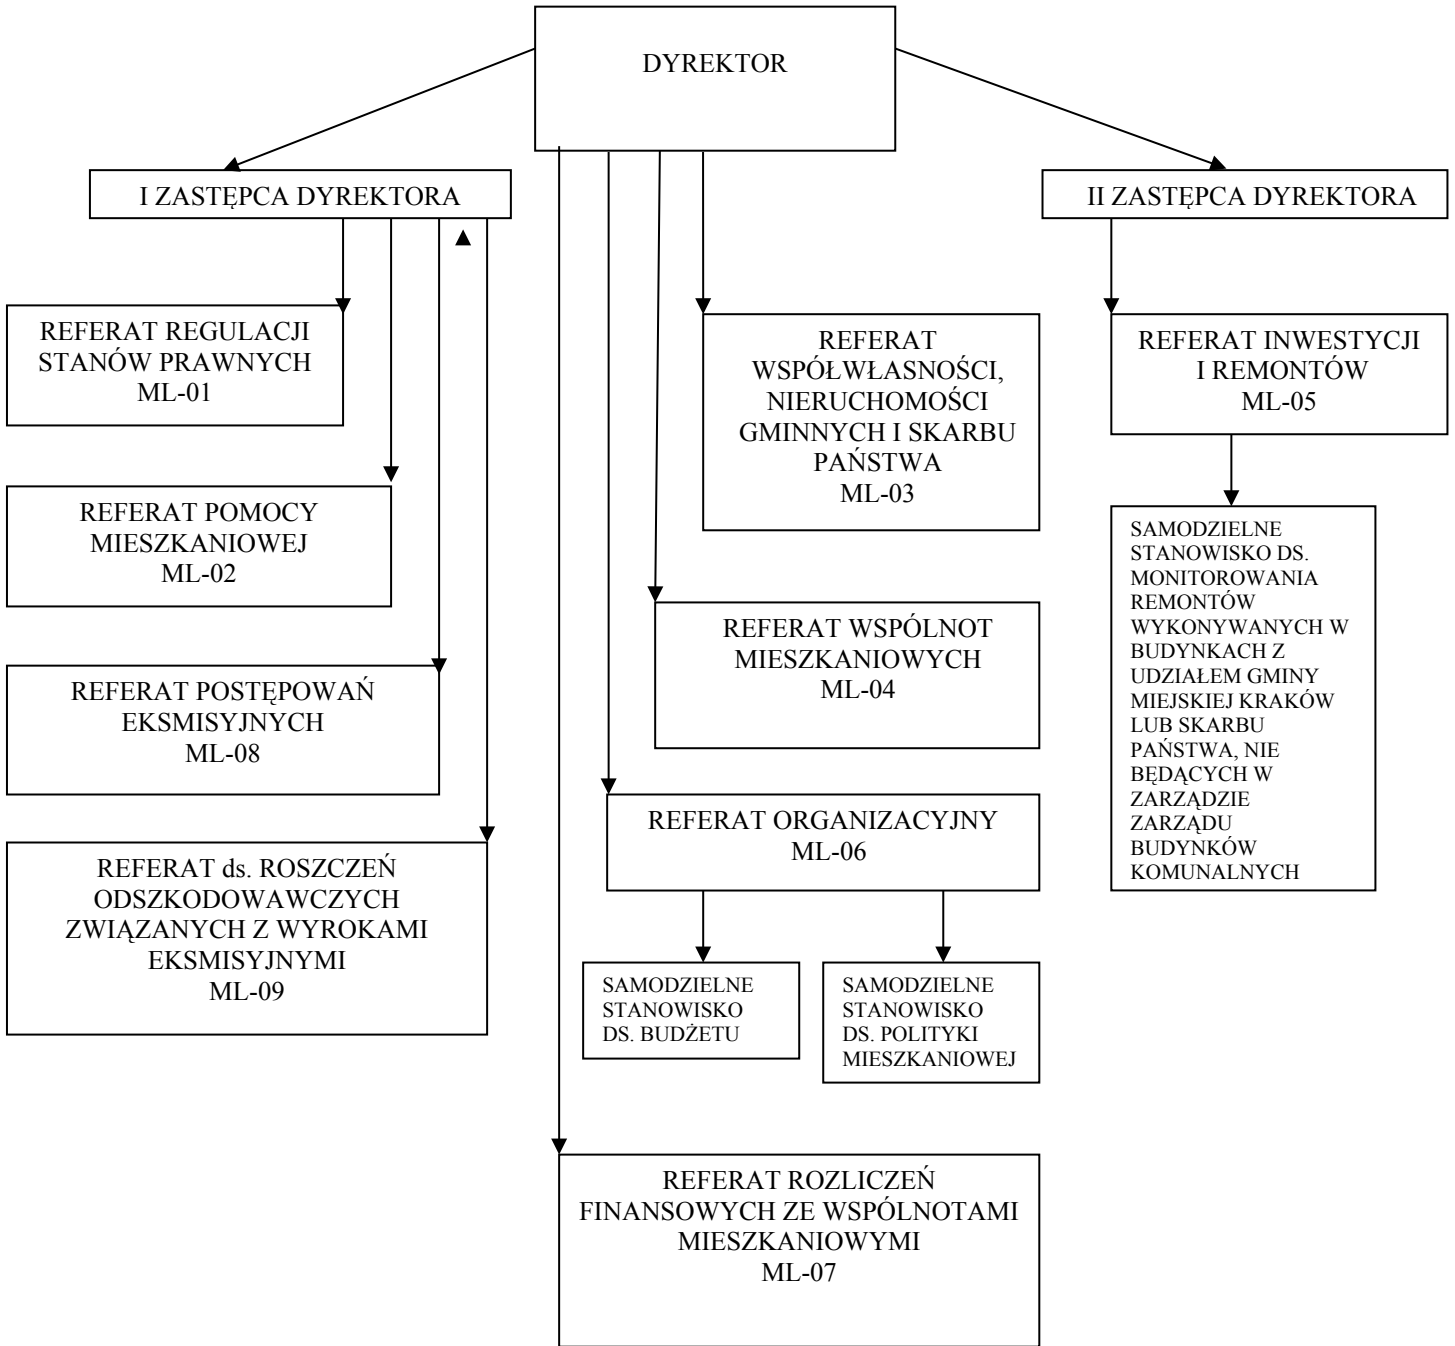 DYREKTOR
I ZASTĘPCA DYREKTORA
II ZASTĘPCA DYREKTORA
REFERAT REGULACJI
STANÓW PRAWNYCH
ML-01
REFERAT POMOCY
MIESZKANIOWEJ
ML-02
REFERAT POSTĘPOWAŃ
EKSMISYJNYCH
ML-08
REFERAT ds. ROSZCZEŃ
ODSZKODOWAWCZYCH
ZWIĄZANYCH Z WYROKAMI
EKSMISYJNYMI
ML-09
REFERAT
WSPÓŁWŁASNOŚCI,
NIERUCHOMOŚCI
GMINNYCH I SKARBU
PAŃSTWA
ML-03
REFERAT WSPÓLNOT
MIESZKANIOWYCH
ML-04
REFERAT ORGANIZACYJNY
ML-06
SAMODZIELNE
STANOWISKO
DS. BUDŻETU
SAMODZIELNE
STANOWISKO
DS. POLITYKI
MIESZKANIOWEJ
REFERAT ROZLICZEŃ
FINANSOWYCH ZE WSPÓLNOTAMI
MIESZKANIOWYMI
ML-07
REFERAT INWESTYCJI
I REMONTÓW
ML-05
SAMODZIELNE
STANOWISKO DS.
MONITOROWANIA
REMONTÓW
WYKONYWANYCH W
BUDYNKACH Z
UDZIAŁEM GMINY
MIEJSKIEJ KRAKÓW
LUB SKARBU
PAŃSTWA, NIE
BĘDĄCYCH W
ZARZĄDZIE
ZARZĄDU
BUDYNKÓW
KOMUNALNYCH